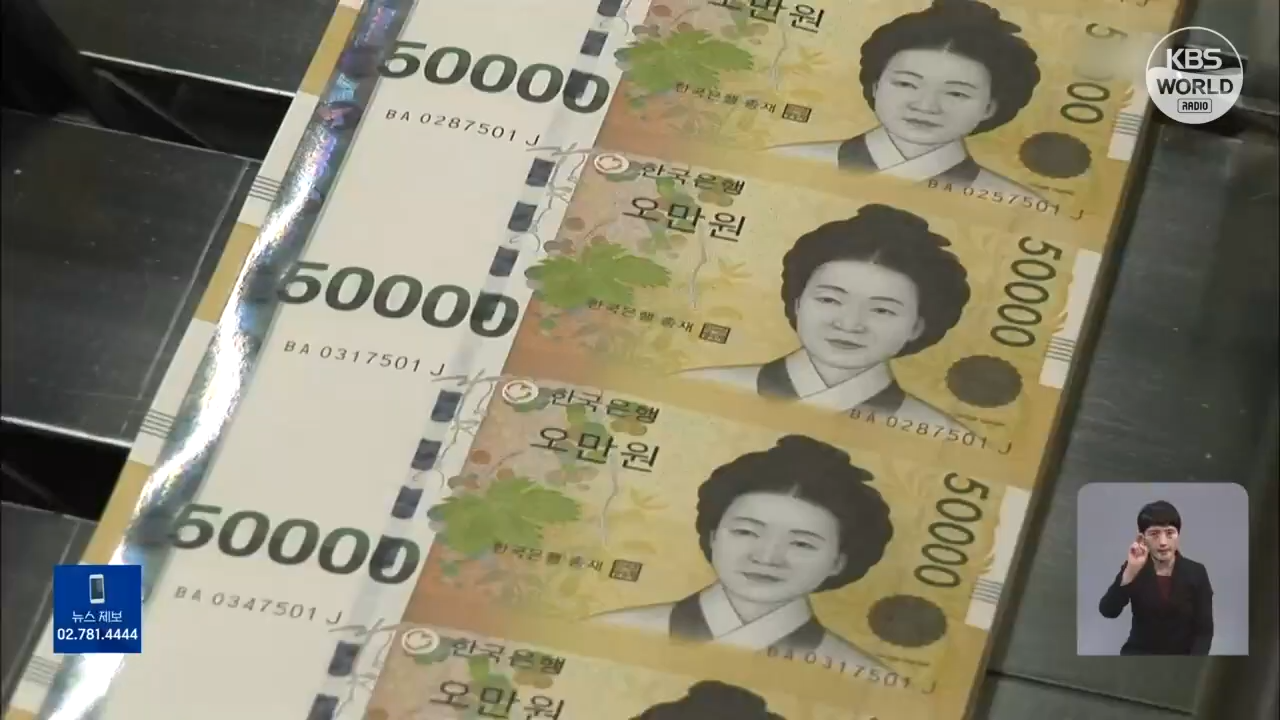 오만원
50000
KBS
WORLD
RADIO
50000
BA 0287501 J
한국은행 총재
BA 0257501 J
한국은행
오만원
50000
50000
BA 0317501 J
한국은행 총재
BA 0287501 J
한국은행
오만원
50000
50000
BA 0347501 J
한국은행 총재
BA 0317501 J
뉴스 제보
02.781.4444
한국은행
오만원